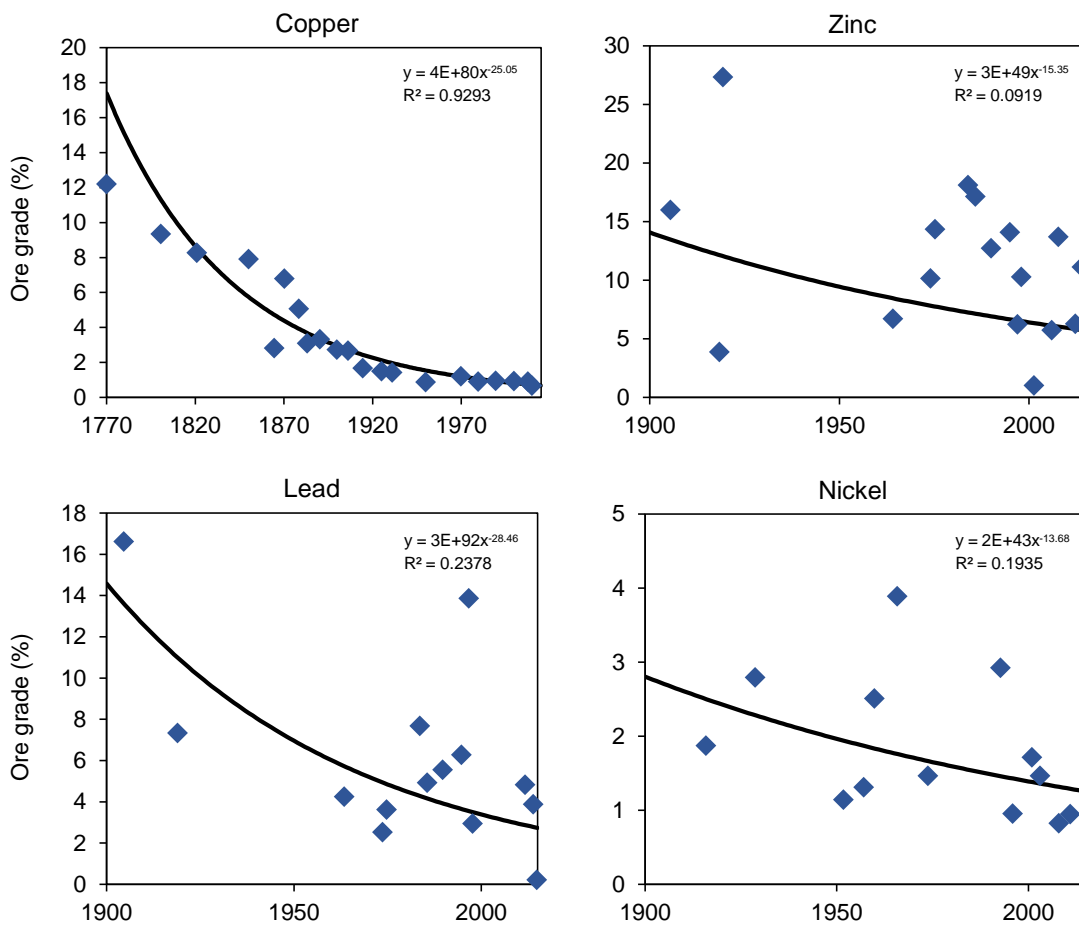 Copper
20
18
16
14
12
10
8
6
4
2
0
Ore grade (%)
y = 4E+80x-25.05
R² = 0.9293
1770 1820 1870 1920 1970
Zinc
30
25
20
15
10
5
0
y = 3E+49x-15.35
R² = 0.0919
1900 1950 2000
Lead
18
16
14
12
10
8
6
4
2
0
Ore grade (%)
y = 3E+92x-28.46
R² = 0.2378
1900 1950 2000
Nickel
5
4
3
2
1
0
y = 2E+43x-13.68
R² = 0.1935
1900 1950 2000